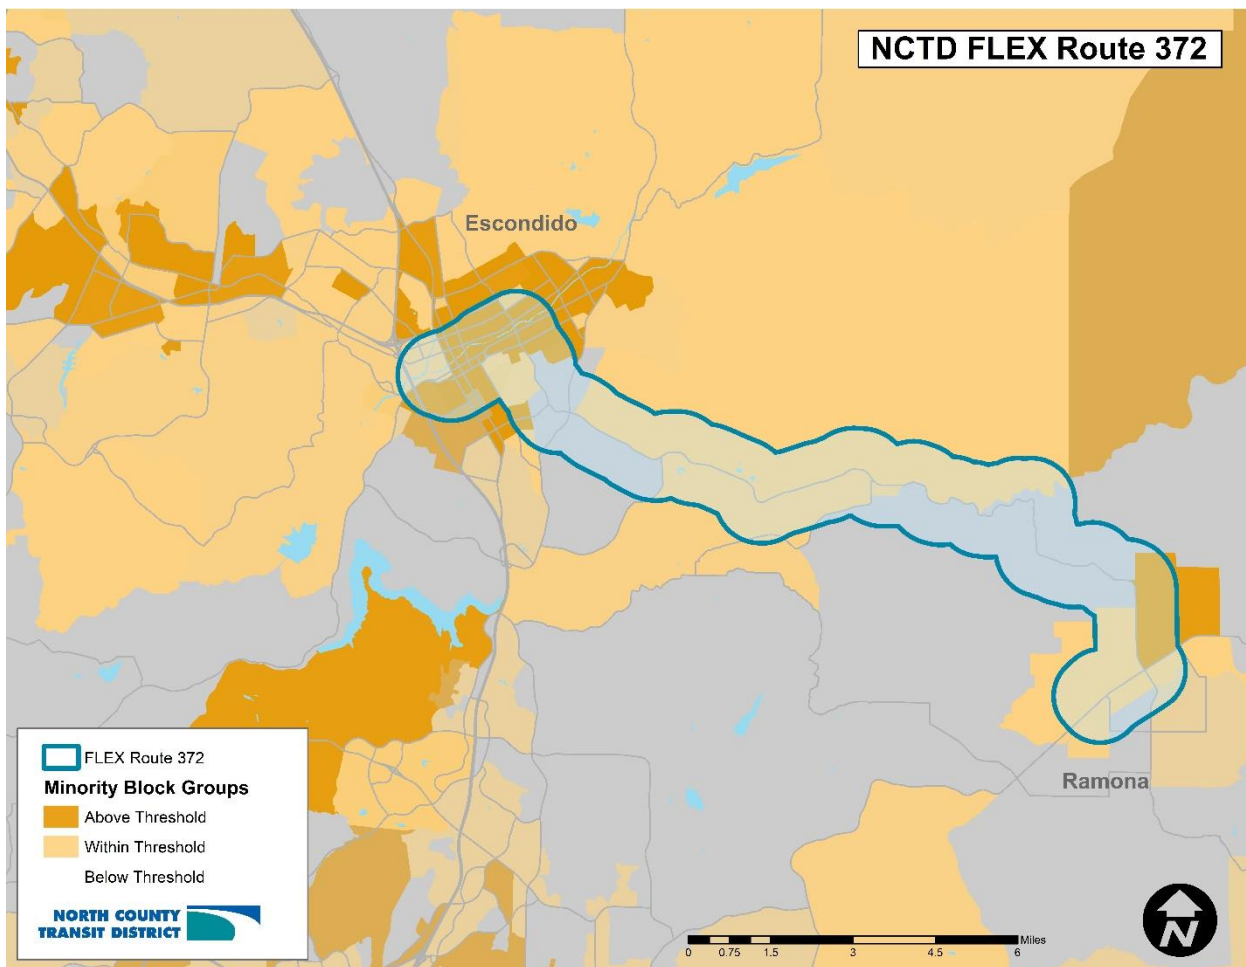 NCTD FLEX Route 372
Escondido
Ramona
FLEX Route 372
Minority Block Groups
Above Threshold
Within Threshold
Below Threshold
NORTH COUNTY
TRANSIT DISTRICT
Miles
0 0.75 1.5 3 4.5 6
N